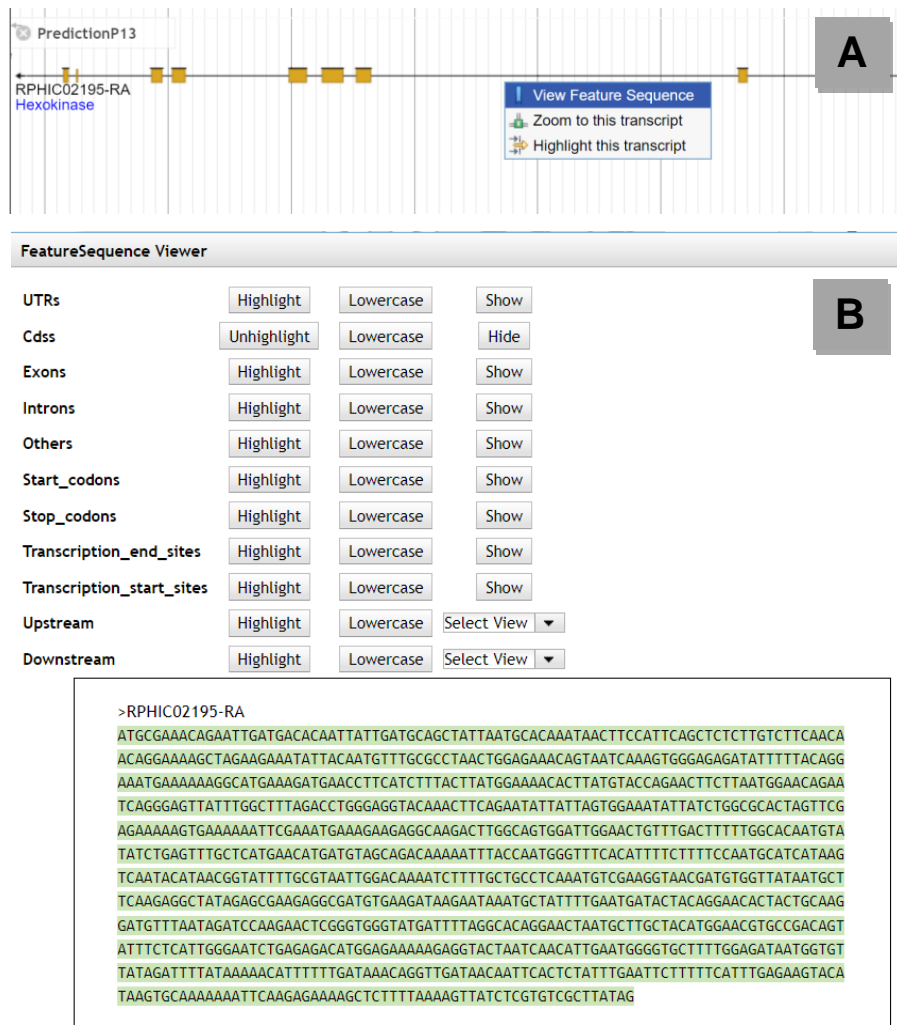 PredictionP13
A
RPHIC02195-RA
Hexokinase
View Feature Sequence
Zoom to this transcript
Highlight this transcript
FeatureSequence Viewer
B
UTRs Highlight Lowercase Show
Cdss Unhighlight Lowercase Hide
Exons Highlight Lowercase Show
Introns Highlight Lowercase Show
Others Highlight Lowercase Show
Start_codons Highlight Lowercase Show
Stop_codons Highlight Lowercase Show
Transcription_end_sites Highlight Lowercase Show
Transcription_start_sites Highlight Lowercase Show
Upstream Highlight Lowercase Select View
Downstream Highlight Lowercase Select View
>RPHIC02195-RA
ATGCGAAACAGAATTGATGACACAATTATTGATGCAGCTATTAATGCACAAATAACTTCCATTCAGCTCTCTTGTCTTCAACA
ACAGGAAAAGCTAGAAGAAATATTACAATGTTTGCGCCTAACTGGAGAAACAGTAATCAAAGTGGGAGAGATATTTTTACAGG
AAATGAAAAAAGGCATGAAAGATGAACCTTCATCTTTACTTATGGAAAACACTTATGTACCAGAACTTCTTAATGGAACAGAA
TCAGGGAGTTATTTGGCTTTAGACCTGGGAGGTACAAACTTCAGAATATTATTAGTGGAAATATTATCTGGCGCACTAGTTCG
AGAAAAAGTGAAAAAATTCGAAATGAAAGAAGAGGCAAGACTTGGCAGTGGATTGGAACTGTTTGACTTTTTGGCACAATGTA
TATCTGAGTTTGCTCATGAACATGATGTAGCAGACAAAAATTTACCAATGGGTTTCACATTTTCTTTTCCAATGCATCATAAG
TCAATACATAACGGTATTTTGCGTAATTGGACAAAATCTTTTGCTGCCTCAAATGTCGAAGGTAACGATGTGGTTATAATGCT
TCAAGAGGCTATAGAGCGAAGAGGCGATGTGAAGATAAGAATAAATGCTATTTTGAATGATACTACAGGAACACTACTGCAAG
GATGTTTAATAGATCCAAGAACTCGGGTGGGTATGATTTTAGGCACAGGAACTAATGCTTGCTACATGGAACGTGCCGACAGT
ATTTCTCATTGGGAATCTGAGAGACATGGAGAAAAAGAGGTACTAATCAACATTGAATGGGGTGCTTTTGGAGATAATGGTGT
TATAGATTTTATAAAAACATTTTTTGATAAACAGGTTGATAACAATTCACTCTATTTGAATTCTTTTTCATTTGAGAAGTACA
TAAGTGCAAAAAAATTCAAGAGAAAAGCTCTTTTAAAAGTTATCTCGTGTCGCTTATAG